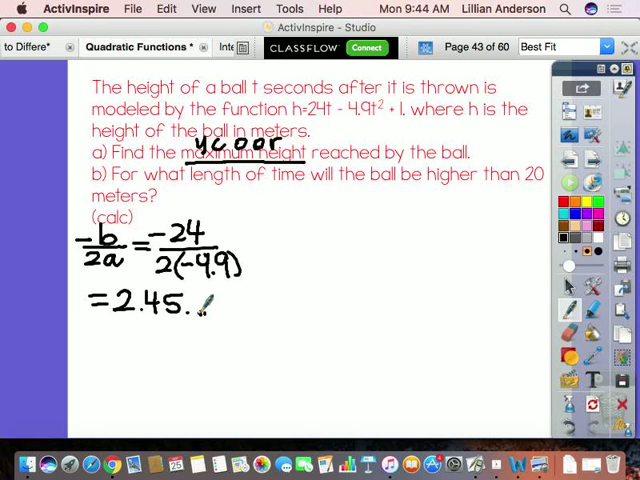 ActivInspire File Edit View Insert Tools Help Mon 9:44 AM Lillian Anderson
ActivInspire - Studio
to Differe* Quadratic Functions * Inte CLASSFLOW Connect Page 43 of 60 Best Fit
The height of a ball t seconds after it is thrown is
modeled by the function h=24t - 4.9t² + 1. where h is the
height of the ball in meters.
ycoor
a) Find the maximum height reached by the ball.
b) For what length of time will the ball be higher than 20
meters?
(calc)
-b/2a = -24/2(-4.9)
= 2.45..